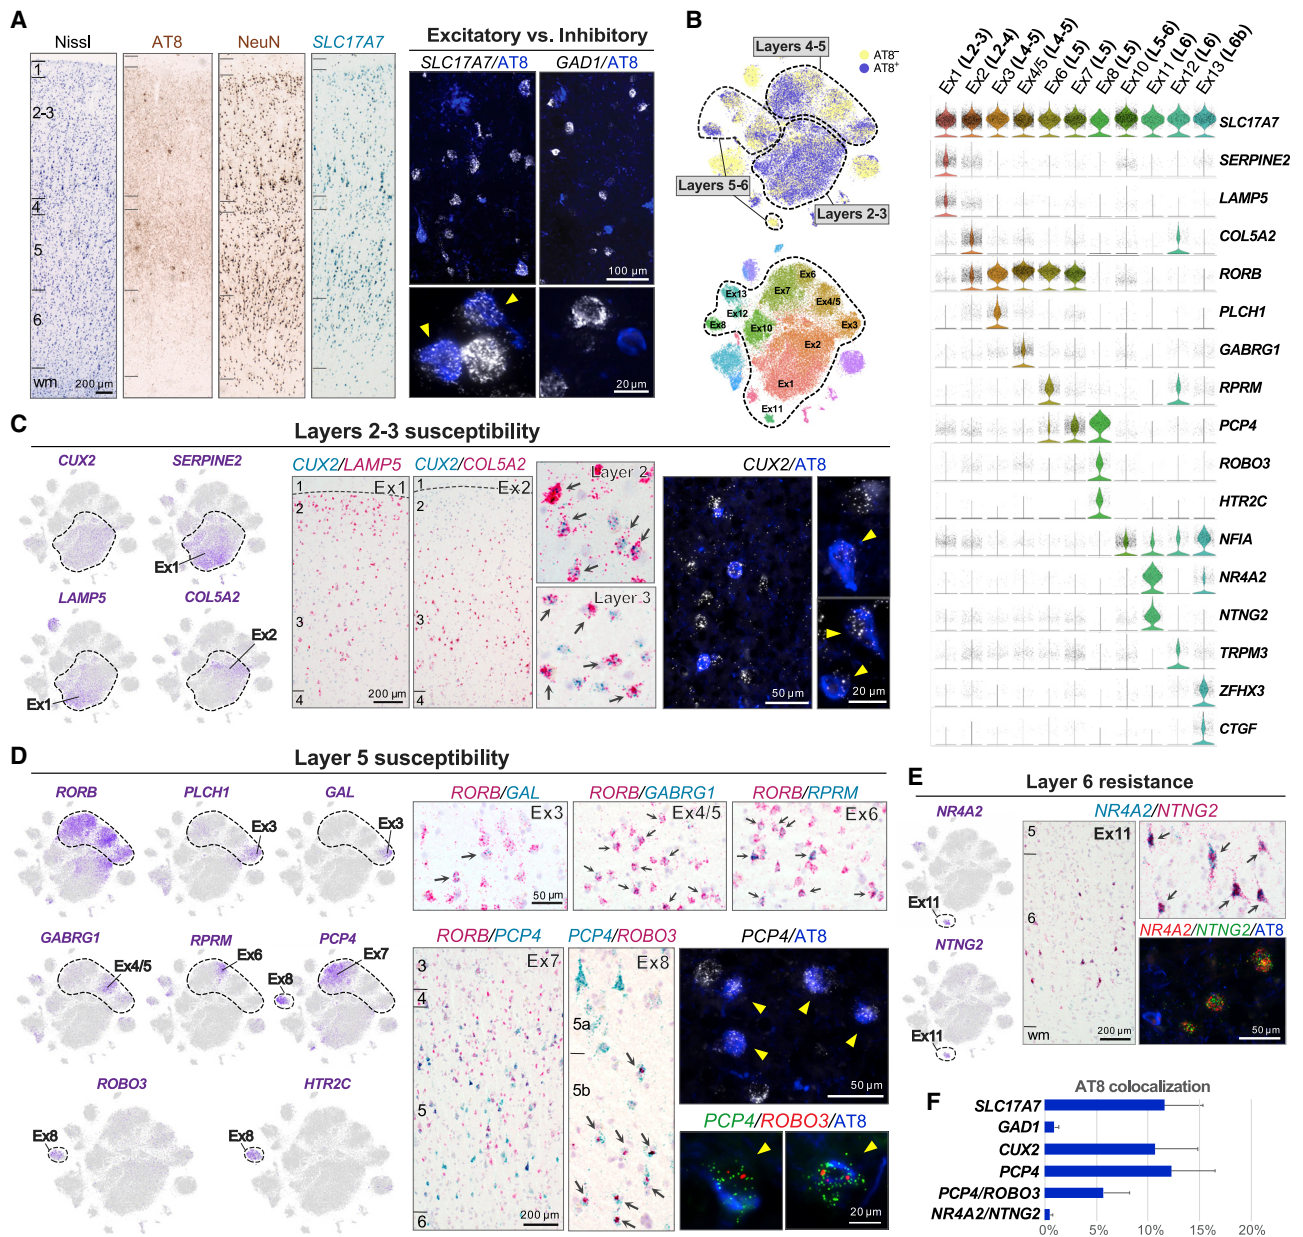 A
Nissl
AT8
NeuN
SLC17A7
Excitatory vs. Inhibitory
SLC17A7/AT8
GAD1/AT8
1
2-3
4
5
6
wm
200 µm
100 µm
20 µm
B
Layers 4-5
AT8⁻
AT8⁺
Layers 5-6
Layers 2-3
Ex6
Ex7
Ex13
Ex4/5
Ex12
Ex8
Ex10
Ex3
Ex2
Ex1
Ex11
Ex1 (L2-3)
Ex2 (L2-4)
Ex3 (L4-5)
Ex4/5 (L4-5)
Ex6 (L5)
Ex7 (L5)
Ex8 (L5)
Ex10 (L5-6)
Ex11 (L6)
Ex12 (L6)
Ex13 (L6b)
SLC17A7
SERPINE2
LAMP5
COL5A2
RORB
PLCH1
GABRG1
RPRM
PCP4
ROBO3
HTR2C
NFIA
NR4A2
NTNG2
TRPM3
ZFHX3
CTGF
C
Layers 2-3 susceptibility
CUX2
SERPINE2
Ex1
LAMP5
COL5A2
Ex2
Ex1
CUX2/LAMP5
CUX2/COL5A2
1
Ex1
2
3
4
200 µm
1
Ex2
2
3
4
Layer 2
Layer 3
CUX2/AT8
50 µm
20 µm
D
Layer 5 susceptibility
RORB
PLCH1
GAL
Ex3
Ex3
GABRG1
RPRM
PCP4
Ex4/5
Ex6
Ex7
Ex8
ROBO3
HTR2C
Ex8
Ex8
RORB/GAL
RORB/GABRG1
RORB/RPRM
Ex3
Ex4/5
Ex6
50 µm
RORB/PCP4
PCP4/ROBO3
PCP4/AT8
Ex7
Ex8
3
4
5
6
5a
5b
200 µm
50 µm
PCP4/ROBO3/AT8
20 µm
E
Layer 6 resistance
NR4A2
Ex11
NTNG2
Ex11
NR4A2/NTNG2
Ex11
5
6
wm
200 µm
NR4A2/NTNG2/AT8
50 µm
F
AT8 colocalization
SLC17A7
GAD1
CUX2
PCP4
PCP4/ROBO3
NR4A2/NTNG2
0%
5%
10%
15%
20%